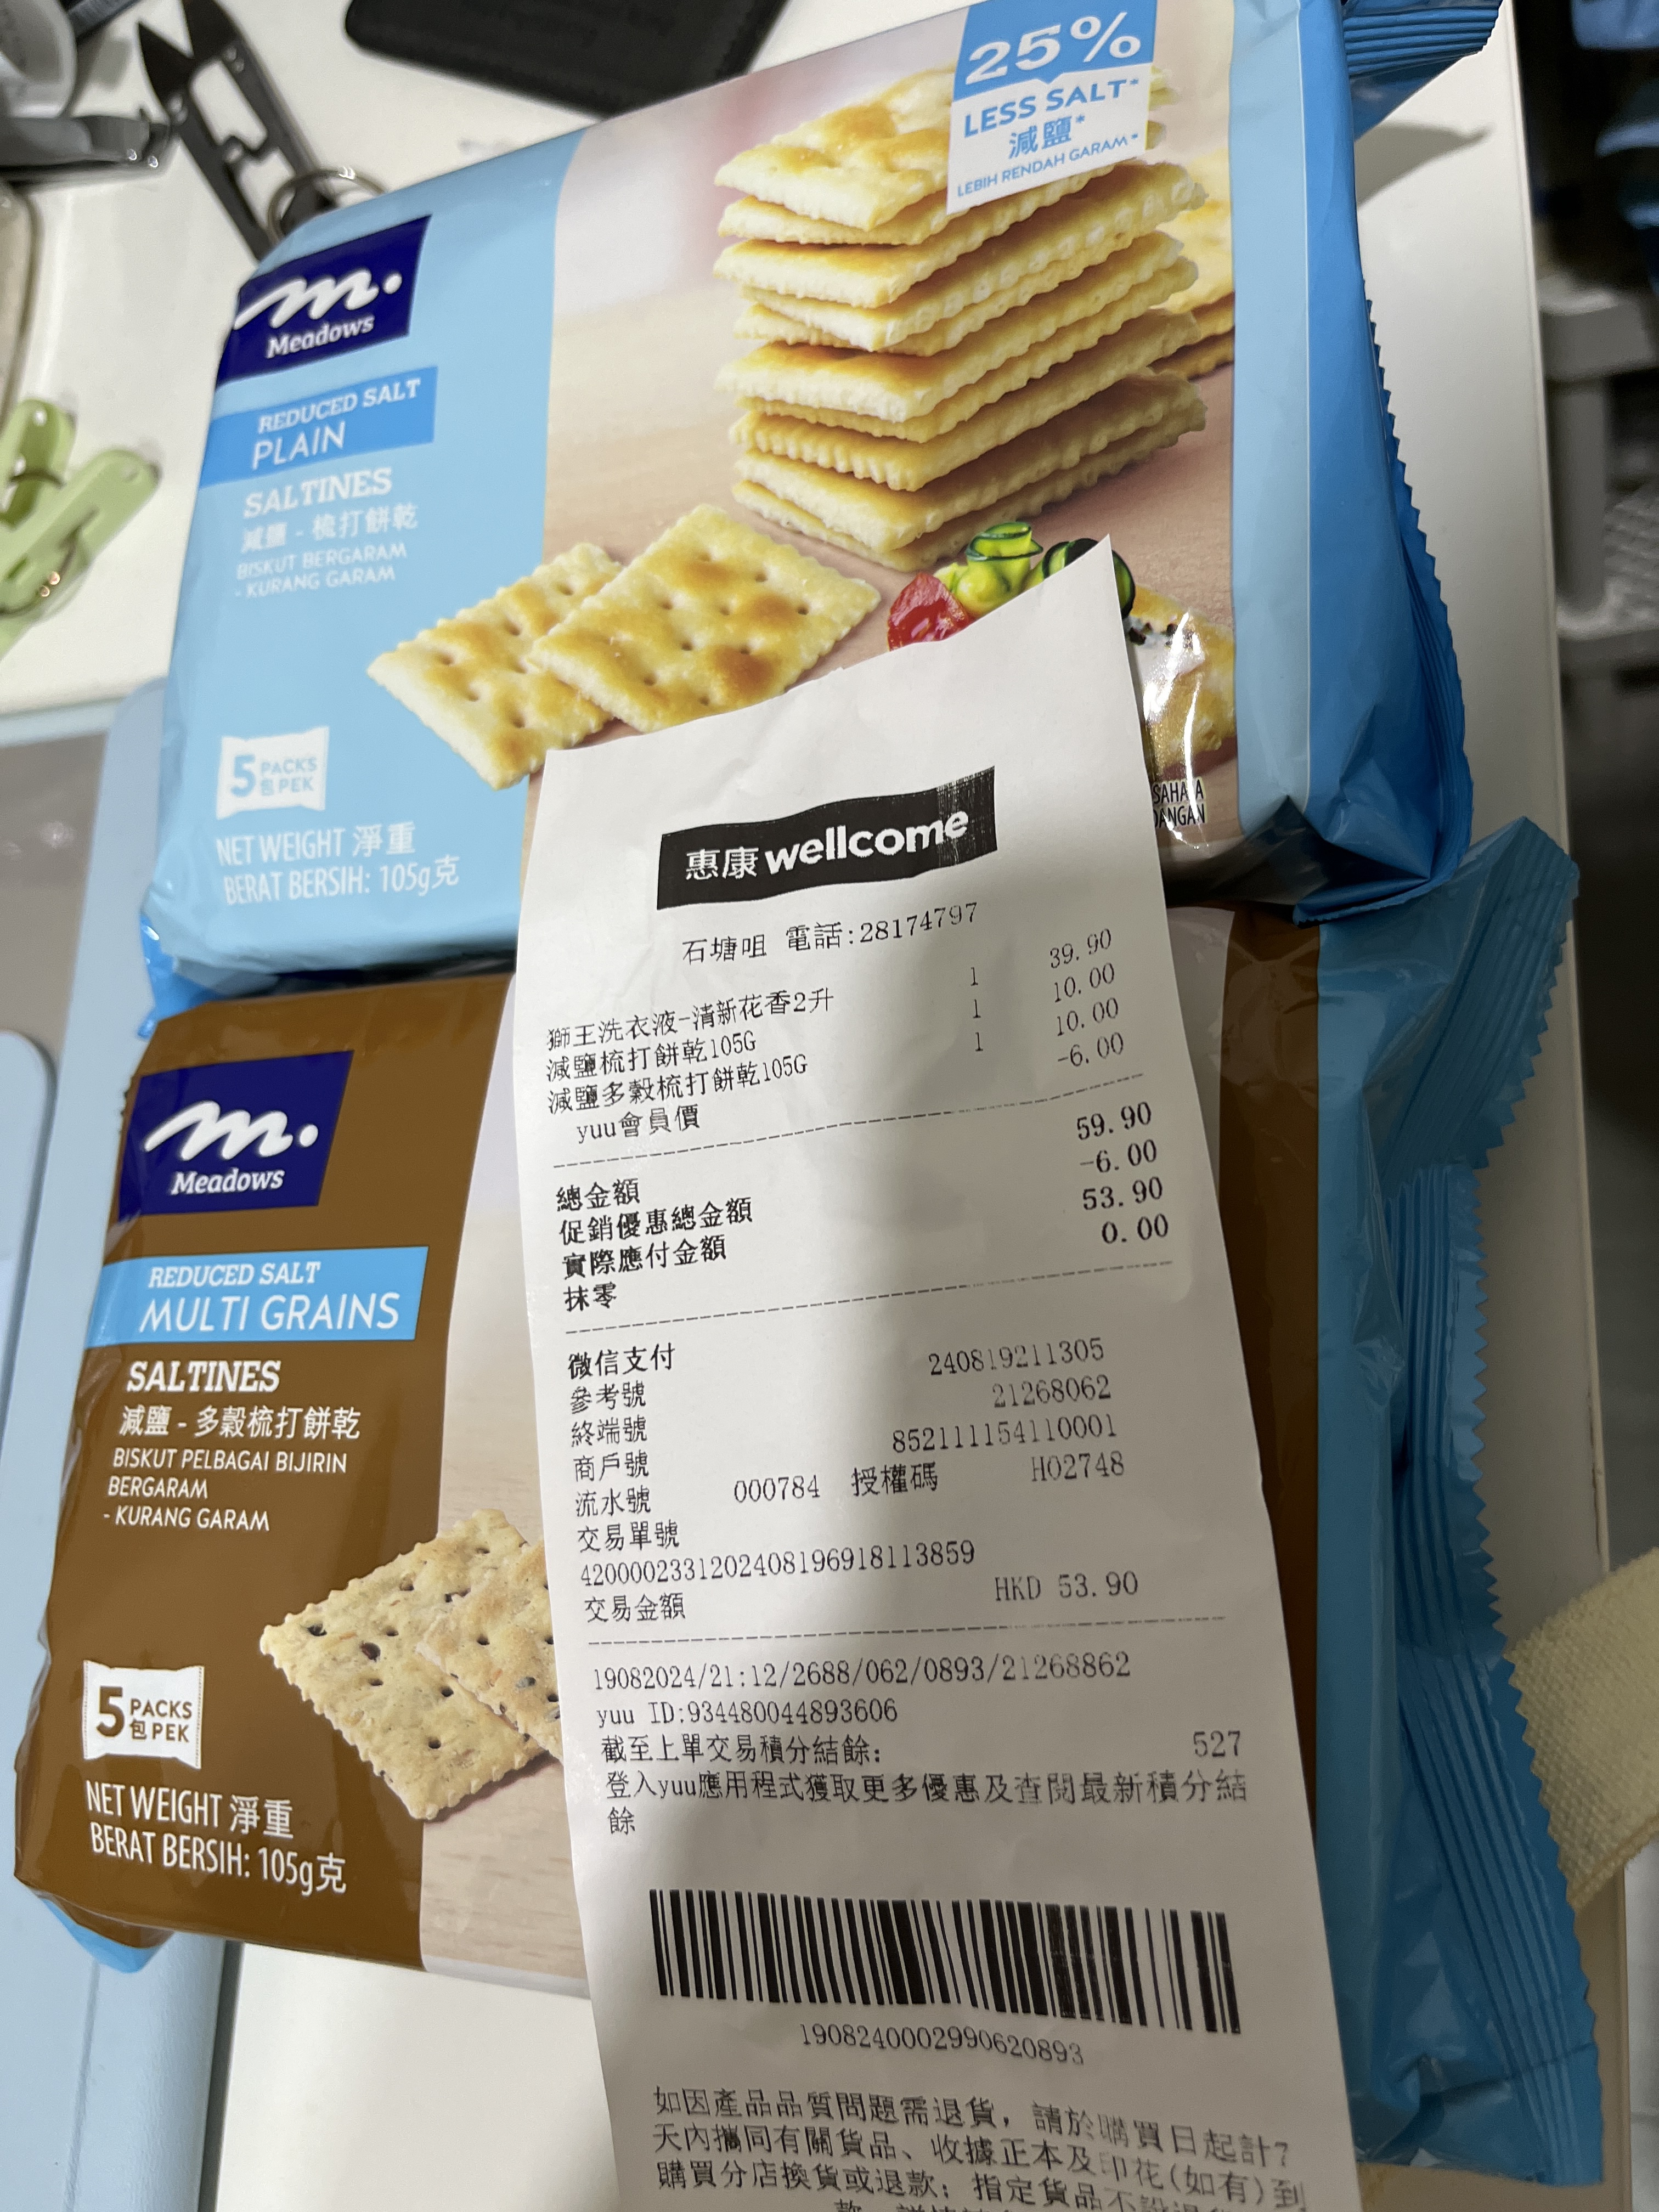 25%
LESS SALT*
減鹽*
LEBIH RENDAH GARAM*
m.
Meadows
REDUCED SALT
PLAIN
SALTINES
減鹽 - 梳打餅乾
BISKUT BERGARAM
- KURANG GARAM
5 PACKS
包 PEK
NET WEIGHT 淨重
BERAT BERSIH: 105g克
SAHA
DANGAN
m.
Meadows
REDUCED SALT
MULTI GRAINS
SALTINES
減鹽 - 多穀梳打餅乾
BISKUT PELBAGAI BIJIRIN
BERGARAM
- KURANG GARAM
5 PACKS
包 PEK
NET WEIGHT 淨重
BERAT BERSIH: 105g克
惠康 wellcome
石塘咀 電話:28174797
獅王洗衣液-清新花香2升 1 39.90
減鹽梳打餅乾105G 1 10.00
減鹽多穀梳打餅乾105G 1 10.00
yuu會員價 -6.00
總金額 59.90
促銷優惠總金額 -6.00
實際應付金額 53.90
抹零 0.00
微信支付
參考號 240819211305
終端號 21268062
商戶號 852111154110001
流水號 000784 授權碼 H02748
交易單號
4200002331202408196918113859
交易金額 HKD 53.90
19082024/21:12/2688/062/0893/21268862
yuu ID:934480044893606
截至上單交易積分結餘: 527
登入yuu應用程式獲取更多優惠及查閱最新積分結
餘
1908240002990620893
如因產品品質問題需退貨，請於購買日起計7
天內攜同有關貨品、收據正本及印花(如有)到
購買分店換貨或退款；指定貨品不設退